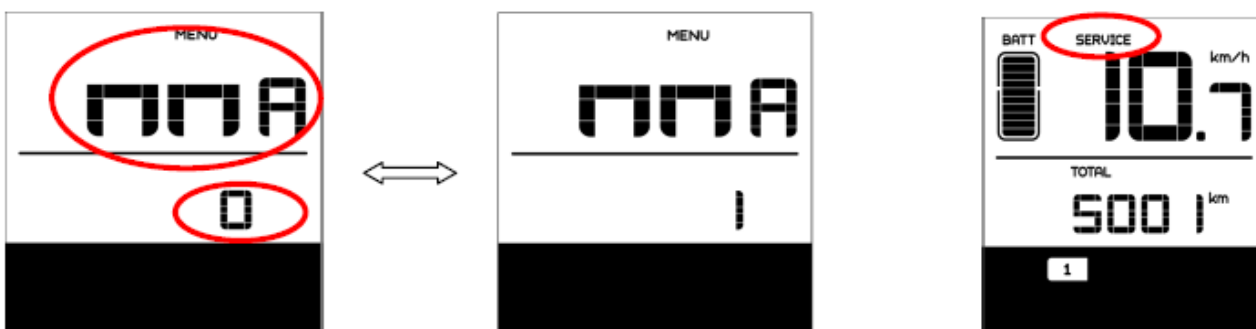 MENU
nnA
0
MENU
nnA
1
BATT
SERVICE
10.7
km/h
TOTAL
5001
km
1